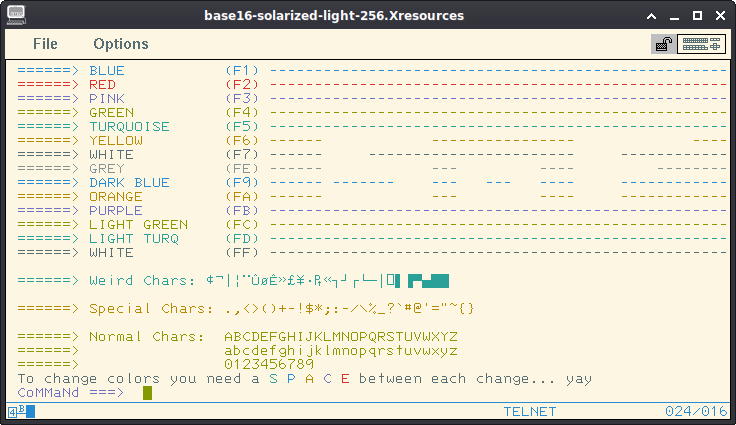 base16-solarized-light-256.Xresources
File Options
======> BLUE (F1) ----------------------------------------------------------
======> RED (F2) ----------------------------------------------------------
======> PINK (F3) ----------------------------------------------------------
======> GREEN (F4) ----------------------------------------------------------
======> TURQUOISE (F5) ----------------------------------------------------------
======> YELLOW (F6) ------ ------------------ ----
======> WHITE (F7) ------ ------------------------- -------------
======> GREY (FE) ------ --- --- ---
======> DARK BLUE (F9) ------- ---- --- --- ---- -------------
======> ORANGE (FA) ------ --- --- -------------
======> PURPLE (FB) ----------------------------------------------------------
======> LIGHT GREEN (FC) ----------------------------------------------------------
======> LIGHT TURQ (FD) ----------------------------------------------------------
======> WHITE (FF) ----------------------------------------------------------
======> Weird Chars: ¢¬|¦¨ÛøÊ»£¥·₧«┐┘┌└─│
======> Special Chars: .,<>()+-!$*;:-/\%_?`#@'="~{}
======> Normal Chars: ABCDEFGHIJKLMNOPQRSTUVWXYZ
======> abcdefghijklmnopqrstuvwxyz
======> 0123456789
To change colors you need a S P A C E between each change... yay
CoMMaNd ===>
4B TELNET 024/016